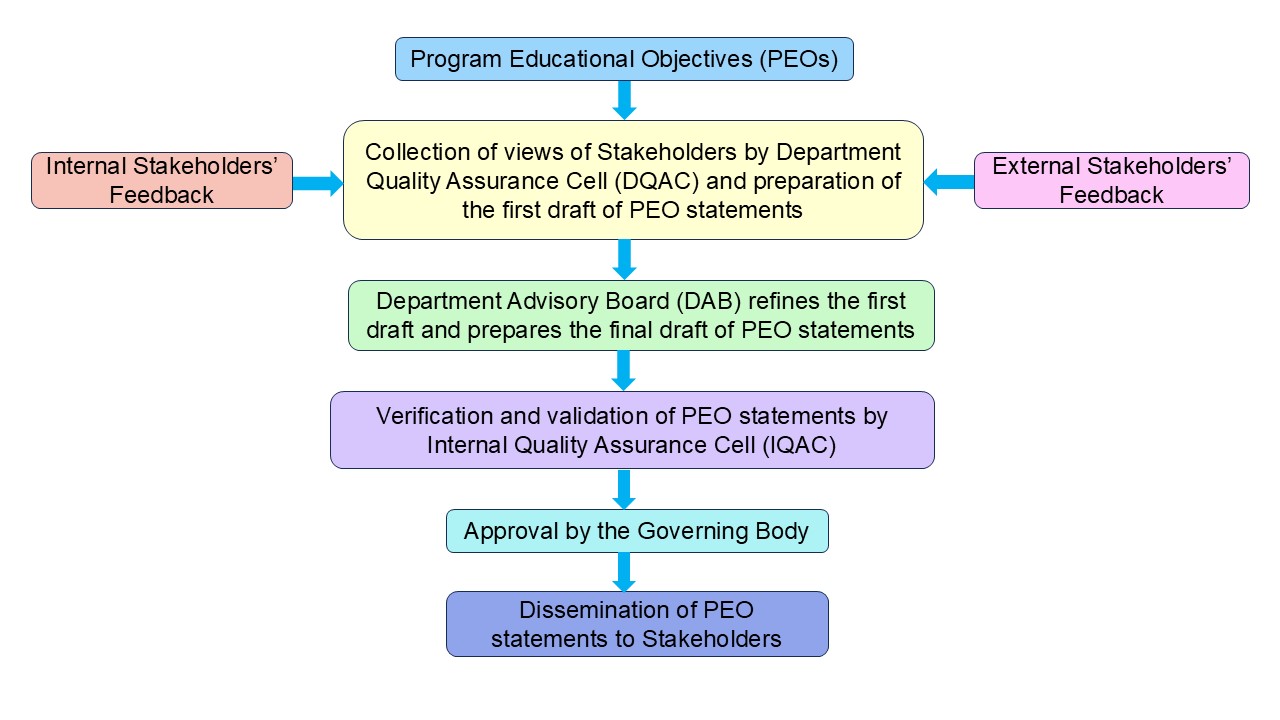 Program Educational Objectives (PEOs)
Internal Stakeholders’
Feedback
Collection of views of Stakeholders by Department
Quality Assurance Cell (DQAC) and preparation of
the first draft of PEO statements
External Stakeholders’
Feedback
Department Advisory Board (DAB) refines the first
draft and prepares the final draft of PEO statements
Verification and validation of PEO statements by
Internal Quality Assurance Cell (IQAC)
Approval by the Governing Body
Dissemination of PEO
statements to Stakeholders